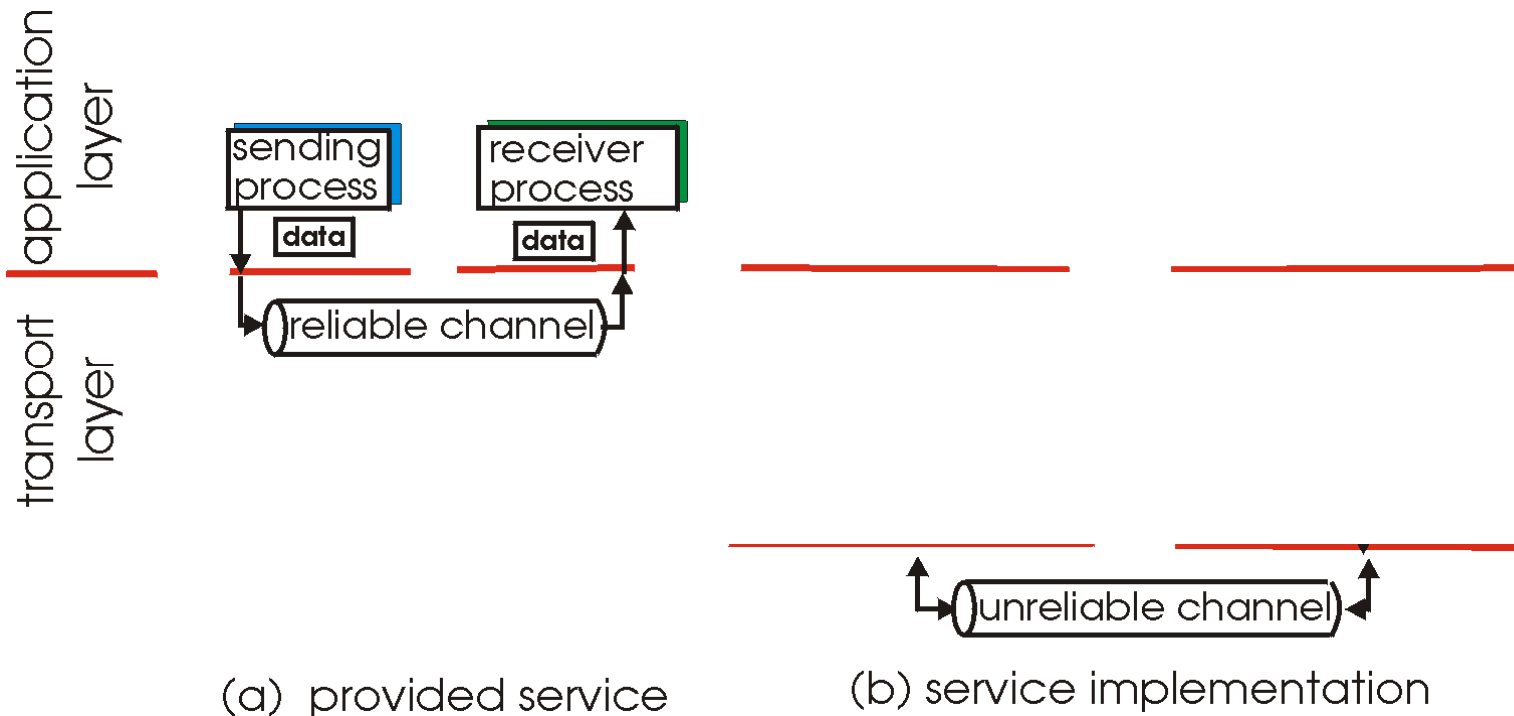 application
layer
transport
layer
sending
process
receiver
process
data
data
reliable channel
unreliable channel
(a) provided service
(b) service implementation